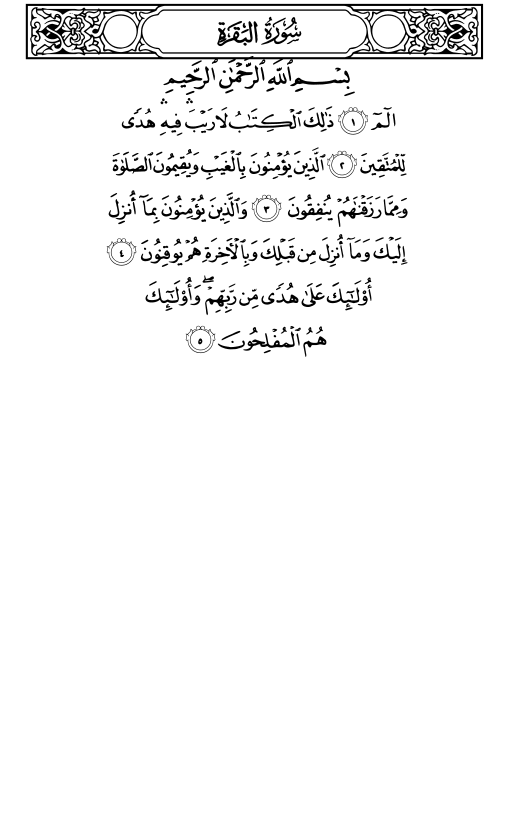 سُورَةُ البَقَرَةِ
بِسْمِ ٱللَّهِ ٱلرَّحْمَٰنِ ٱلرَّحِيمِ
الٓمٓ ١ ذَٰلِكَ ٱلْكِتَٰبُ لَا رَيْبَ ۛ فِيهِ ۛ هُدًى
لِّلْمُتَّقِينَ ٢ ٱلَّذِينَ يُؤْمِنُونَ بِٱلْغَيْبِ وَيُقِيمُونَ ٱلصَّلَوٰةَ
وَمِمَّا رَزَقْنَٰهُمْ يُنفِقُونَ ٣ وَٱلَّذِينَ يُؤْمِنُونَ بِمَآ أُنزِلَ
إِلَيْكَ وَمَآ أُنزِلَ مِن قَبْلِكَ وَبِٱلْأَخِرَةِ هُمْ يُوقِنُونَ ٤
أُو۟لَٰٓئِكَ عَلَىٰ هُدًى مِّن رَّبِّهِمْ ۖ وَأُو۟لَٰٓئِكَ
هُمُ ٱلْمُفْلِحُونَ ٥